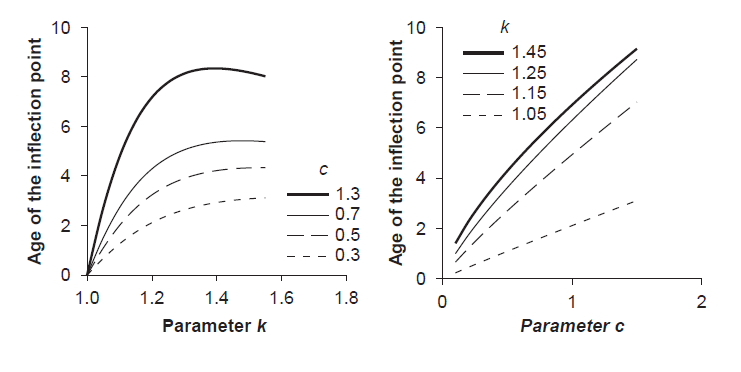 Age of the inflection point
10
8
6
4
2
0
1.0 1.2 1.4 1.6 1.8
Parameter k
c
1.3
0.7
0.5
0.3
Age of the inflection point
10
8
6
4
2
0
0 1 2
Parameter c
k
1.45
1.25
1.15
1.05